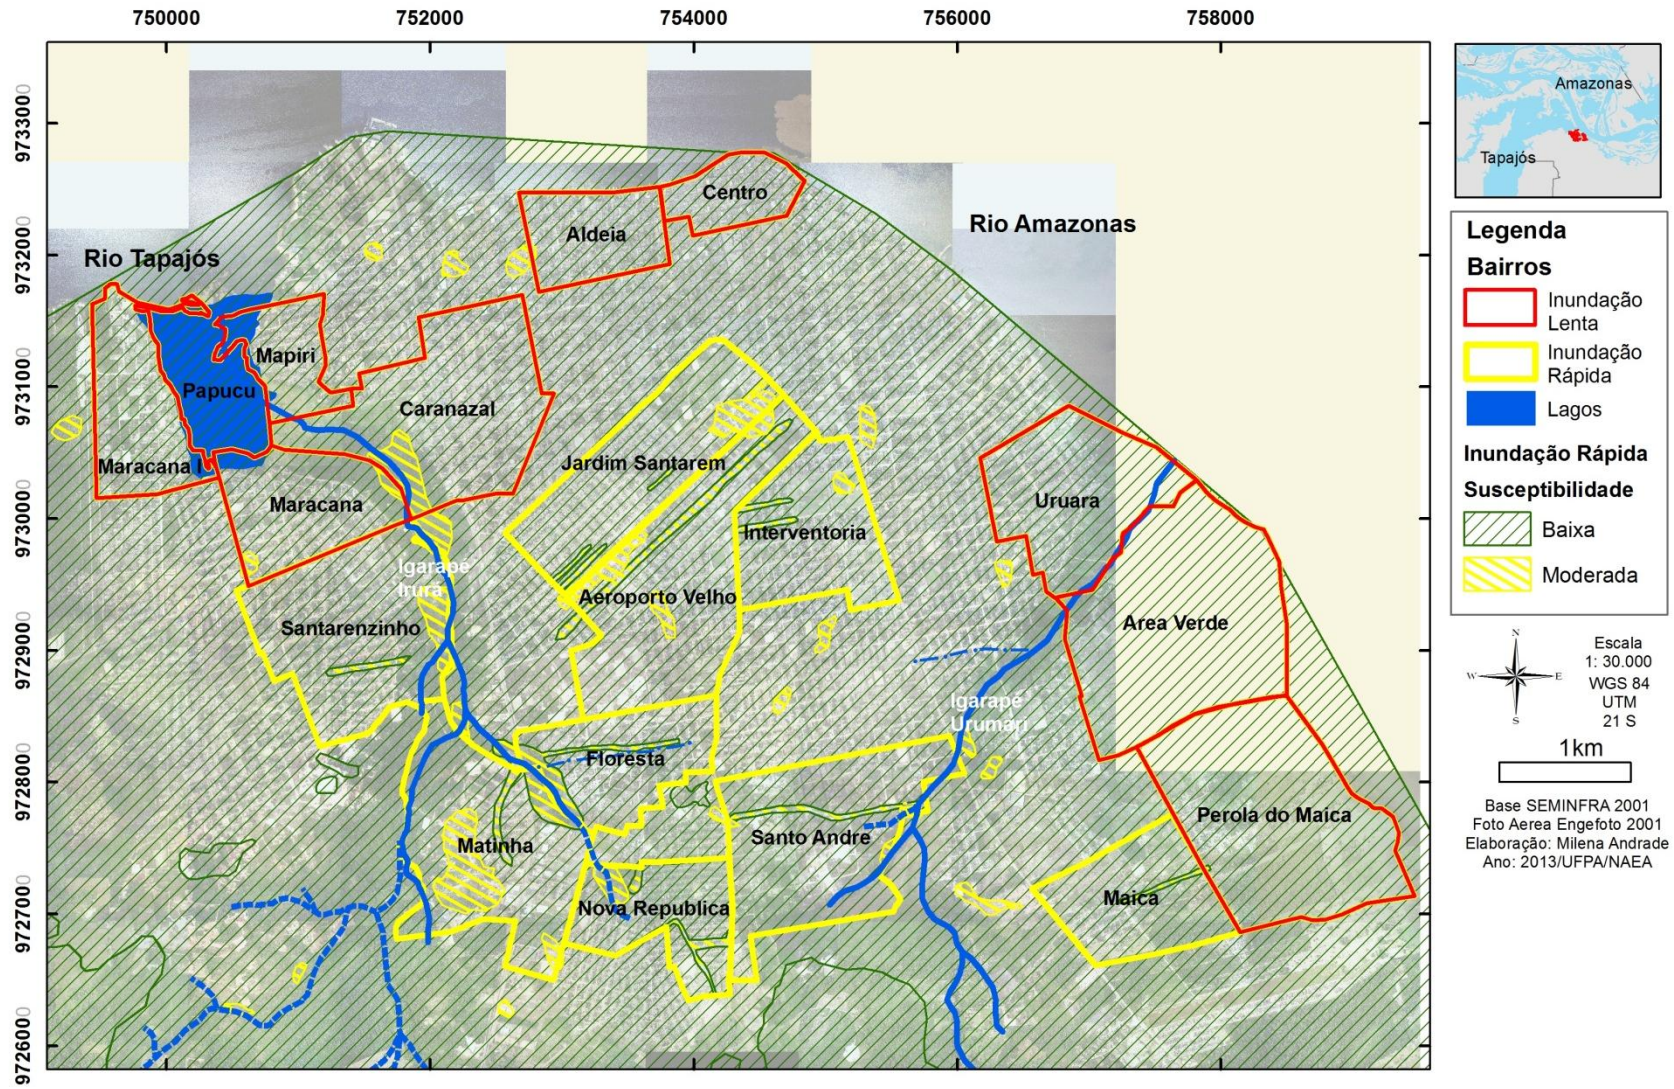 750000
752000
754000
756000
758000
9733000
9732000
9731000
9730000
9729000
9728000
9727000
9726000
Rio Tapajós
Rio Amazonas
Centro
Aldeia
Mapiri
Papucu
Caranazal
Maracana I
Maracana
Jardim Santarem
Interventoria
Uruara
Igarape
Irura
Aeroporto Velho
Santarenzinho
Area Verde
Igarape
Urumari
Floresta
Matinha
Santo Andre
Perola do Maica
Maica
Nova Republica
Amazonas
Tapajós
Legenda
Bairros
Inundação
Lenta
Inundação
Rápida
Lagos
Inundação Rápida
Susceptibilidade
Baixa
Moderada
N
W
E
S
Escala
1: 30.000
WGS 84
UTM
21 S
1km
Base SEMINFRA 2001
Foto Aerea Engefoto 2001
Elaboração: Milena Andrade
Ano: 2013/UFPA/NAEA